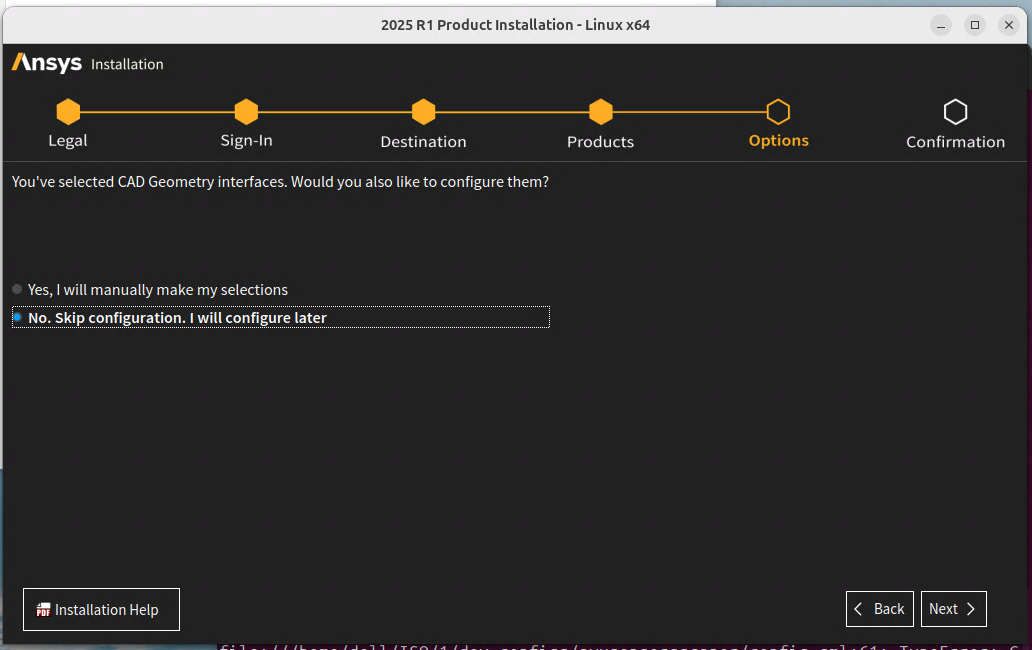 2025 R1 Product Installation - Linux x64
Ansys Installation
Legal
Sign-In
Destination
Products
Options
Confirmation
You've selected CAD Geometry interfaces. Would you also like to configure them?
Yes, I will manually make my selections
No. Skip configuration. I will configure later
PDF Installation Help
Back
Next